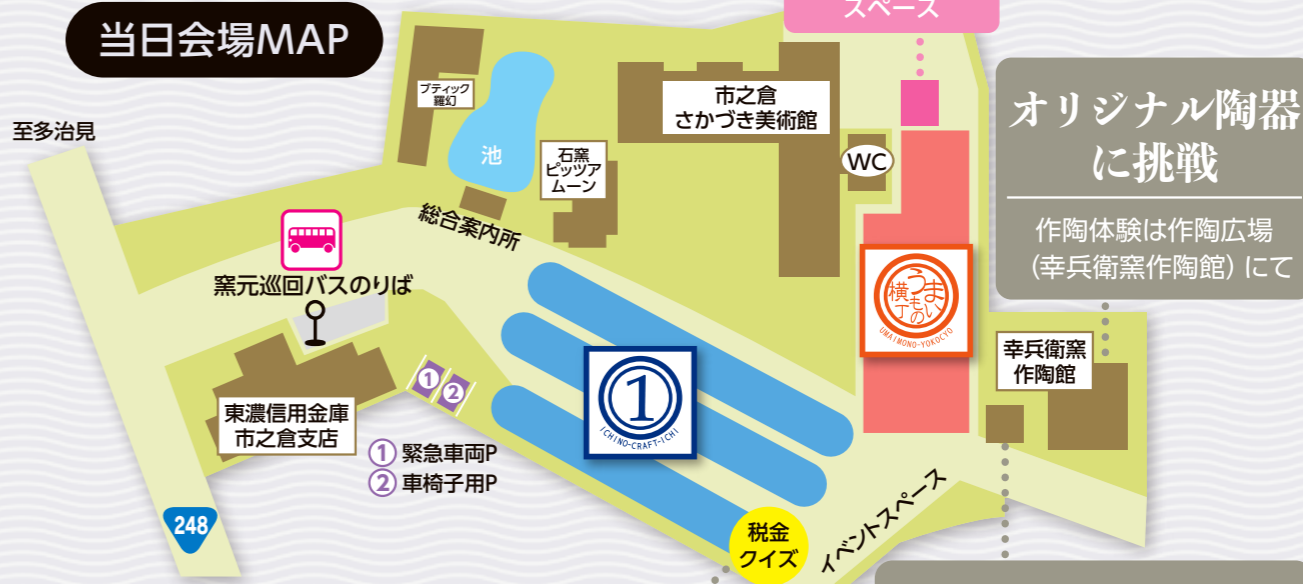 当日会場MAP
スペース
至多治見
ブティック
羅幻
池
石窯
ピッツア
ムーン
市之倉
さかづき美術館
WC
総合案内所
窯元巡回バスのりば
オリジナル陶器
に挑戦
作陶体験は作陶広場
(幸兵衛窯作陶館)にて
うまい
もの
横丁
UMAIMONO-YOKOCYO
幸兵衛窯
作陶館
1
ICHINO-CRAFT-ICHI
① ②
東濃信用金庫
市之倉支店
① 緊急車両P
② 車椅子用P
248
税金
クイズ
イベントスペース